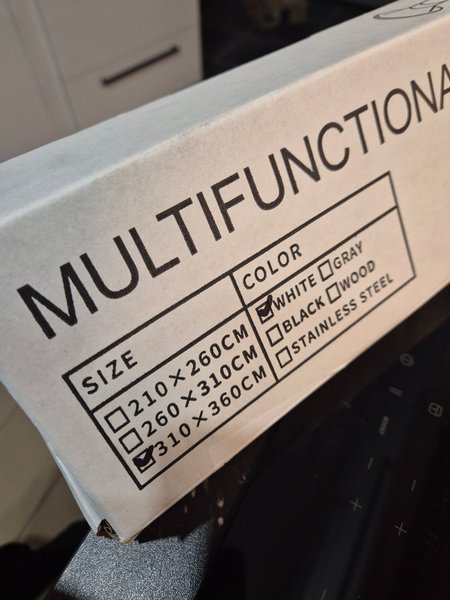 MULTIFUNCTIONA
SIZE
210×260CM
260×310CM
310×360CM
COLOR
WHITE GRAY
BLACK WOOD
STAINLESS STEEL